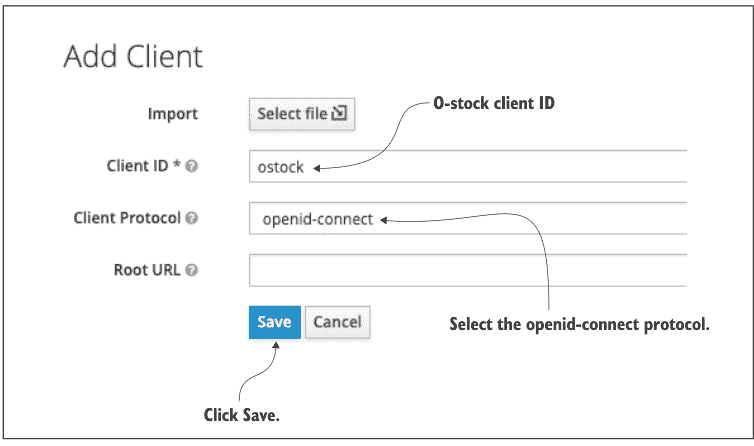 Add Client
Import Select file
O-stock client ID
Client ID * ostock
Client Protocol openid-connect
Root URL
Save Cancel
Select the openid-connect protocol.
Click Save.